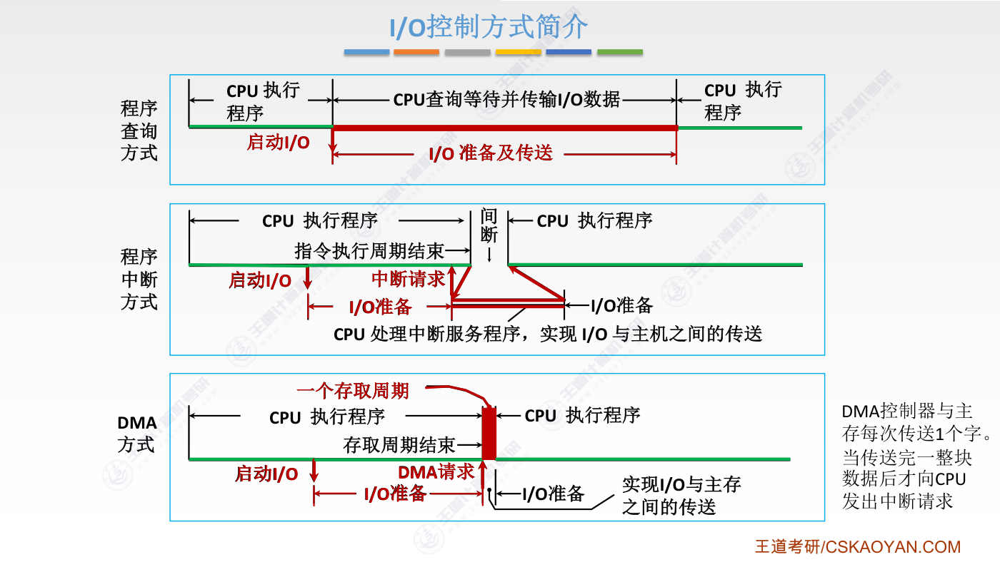 I/O控制方式简介
程序
查询
方式
CPU 执行
程序
CPU查询等待并传输I/O数据
CPU 执行
程序
启动I/O
I/O 准备及传送
程序
中断
方式
CPU 执行程序
间
断
CPU 执行程序
指令执行周期结束
启动I/O
中断请求
I/O准备
I/O准备
CPU 处理中断服务程序，实现 I/O 与主机之间的传送
DMA
方式
一个存取周期
CPU 执行程序
CPU 执行程序
存取周期结束
启动I/O
DMA请求
I/O准备
I/O准备
实现I/O与主存
之间的传送
DMA控制器与主
存每次传送1个字。
当传送完一整块
数据后才向CPU
发出中断请求
王道考研/CSKAOYAN.COM